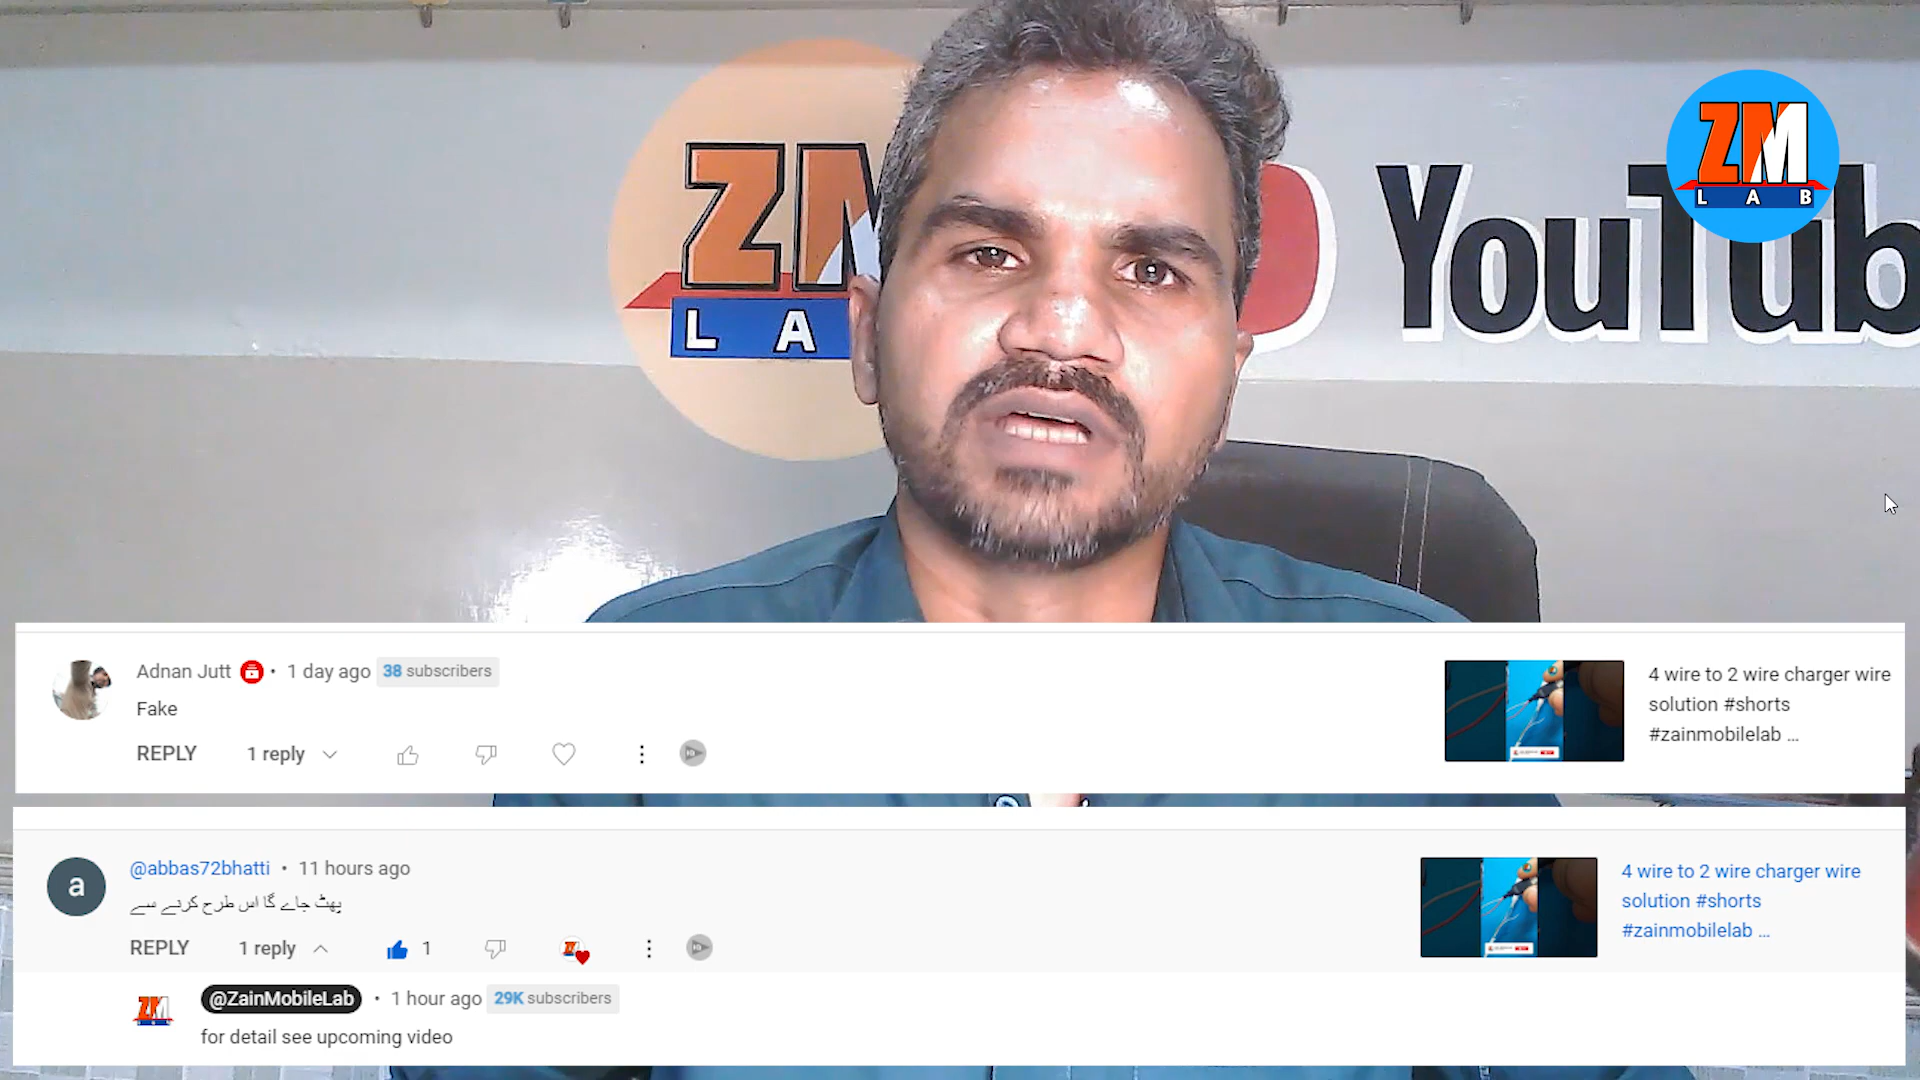 ZM
LAB
YouTub
ZM
LA
Adnan Jutt • 1 day ago 38 subscribers
Fake
REPLY 1 reply
4 wire to 2 wire charger wire
solution #shorts
#zainmobilelab ...
@abbas72bhatti • 11 hours ago
پھٹ جاے گا اس طرح کرنے سے
REPLY 1 reply 1
4 wire to 2 wire charger wire
solution #shorts
#zainmobilelab ...
a
@ZainMobileLab • 1 hour ago 29K subscribers
for detail see upcoming video